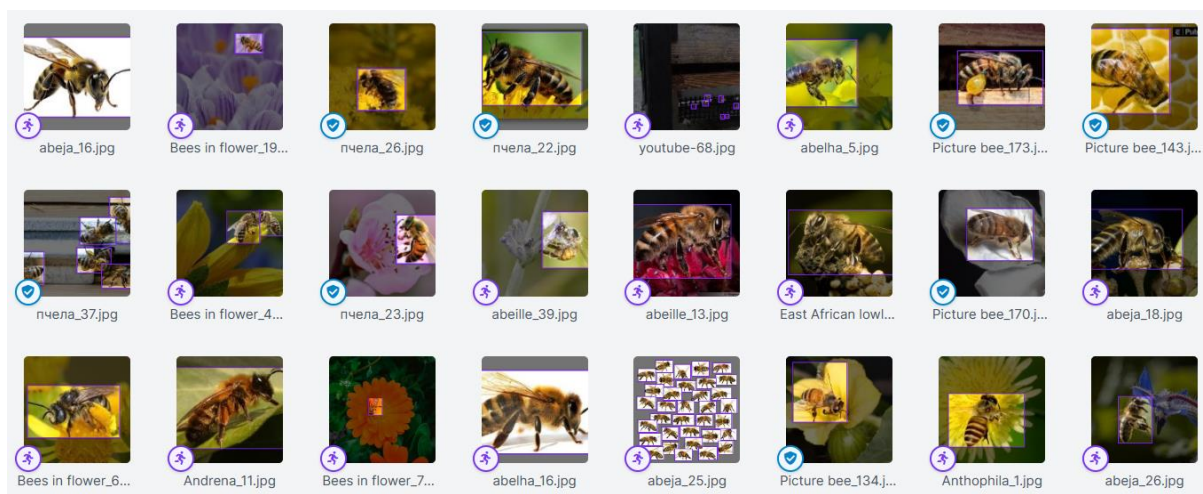 abeja_16.jpg
Bees in flower_19...
пчела_26.jpg
пчела_22.jpg
youtube-68.jpg
abelha_5.jpg
Picture bee_173.j...
Picture bee_143.j...
пчела_37.jpg
Bees in flower_4...
пчела_23.jpg
abeille_39.jpg
abeille_13.jpg
East African lowl...
Picture bee_170.j...
abeja_18.jpg
Bees in flower_6...
Andrena_11.jpg
Bees in flower_7...
abelha_16.jpg
abeja_25.jpg
Picture bee_134.j...
Anthophila_1.jpg
abeja_26.jpg